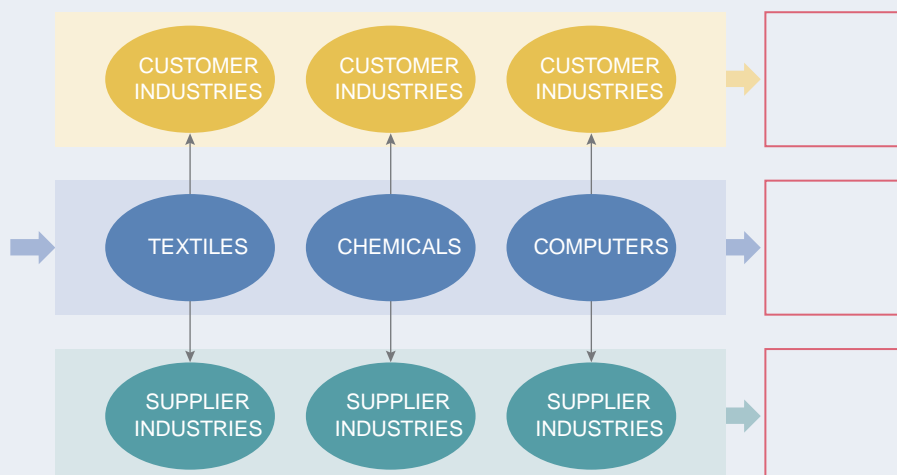 CUSTOMER
INDUSTRIES
CUSTOMER
INDUSTRIES
CUSTOMER
INDUSTRIES
TEXTILES
CHEMICALS
COMPUTERS
SUPPLIER
INDUSTRIES
SUPPLIER
INDUSTRIES
SUPPLIER
INDUSTRIES